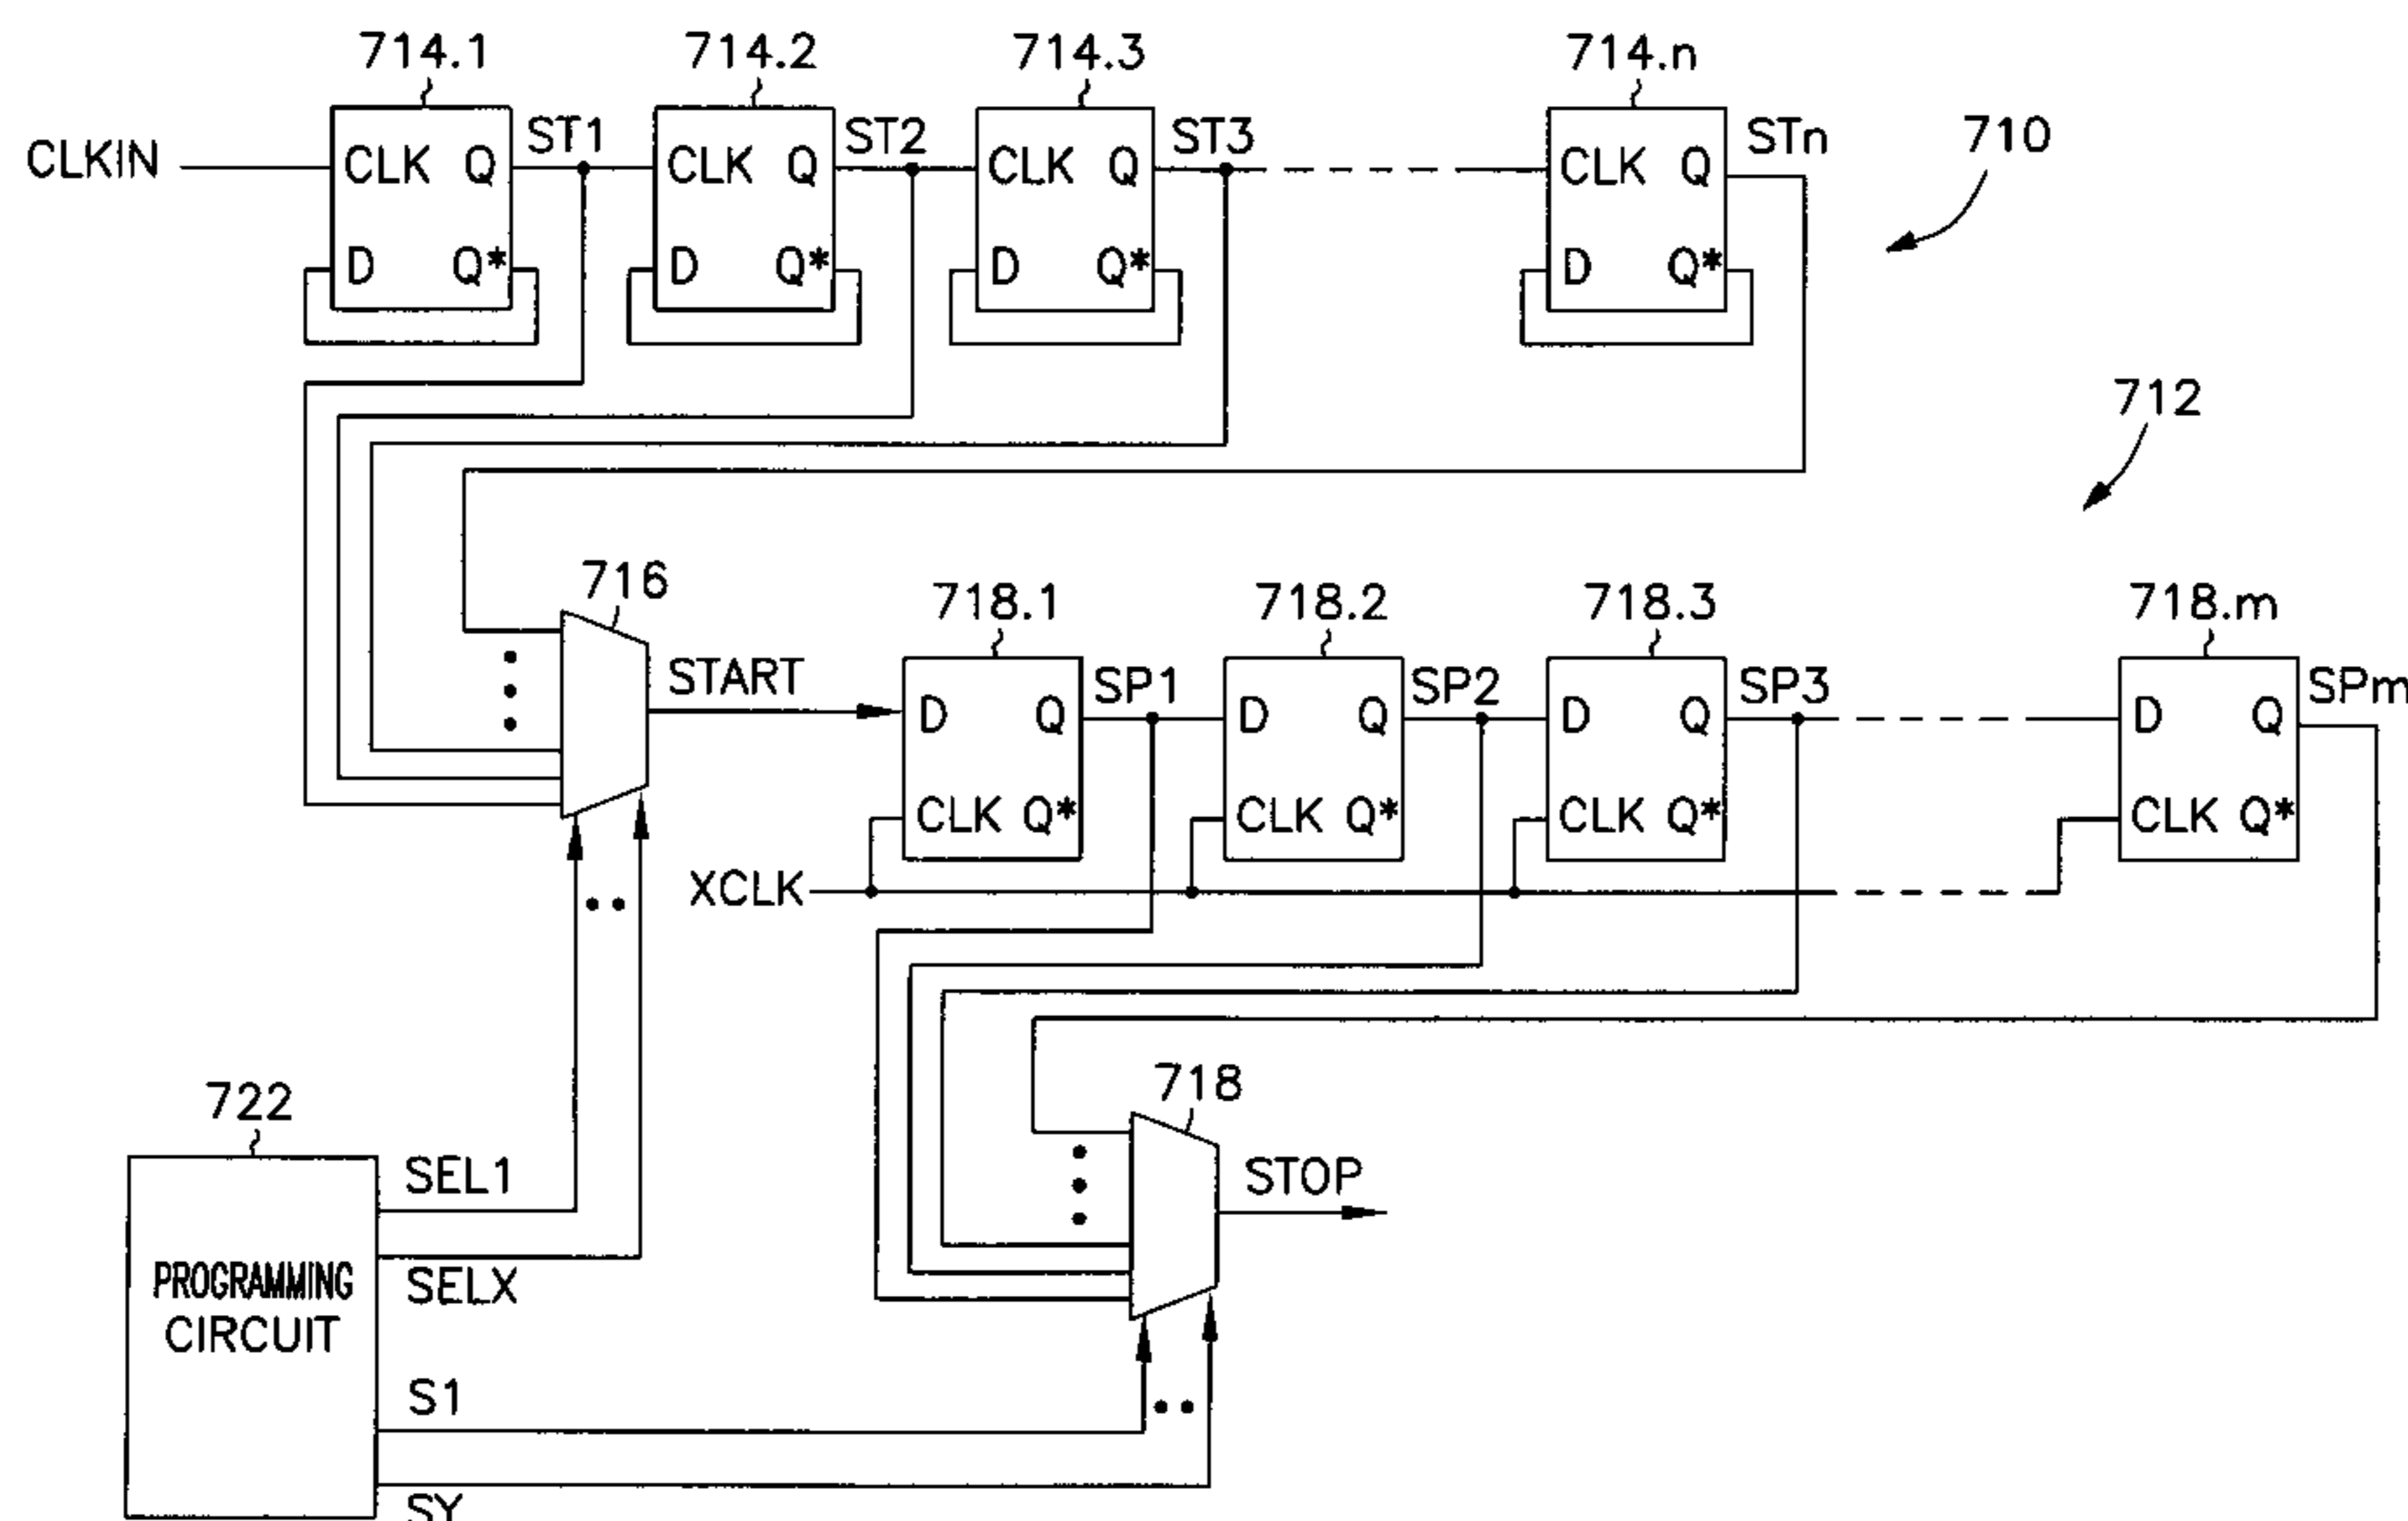 714.1
714.2
714.3
714.n
CLKIN
CLK Q
ST1
CLK Q
ST2
CLK Q
ST3
CLK Q
STn
710
D Q*
D Q*
D Q*
D Q*
712
716
718.1
718.2
718.3
718.m
START
D Q
SP1
D Q
SP2
D Q
SP3
D Q
SPm
CLK Q*
CLK Q*
CLK Q*
CLK Q*
XCLK
722
718
SEL1
STOP
PROGRAMMING
CIRCUIT
SELX
S1
SY